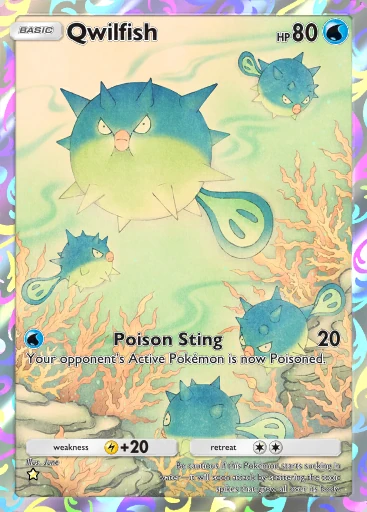 BASIC Qwilfish HP 80
Poison Sting 20
Your opponent's Active Pokémon is now Poisoned.
weakness +20 retreat
Illus. June
Be cautious if this Pokémon starts sucking in
water—it will soon attack by scattering the toxic
spikes that grow all over its body.